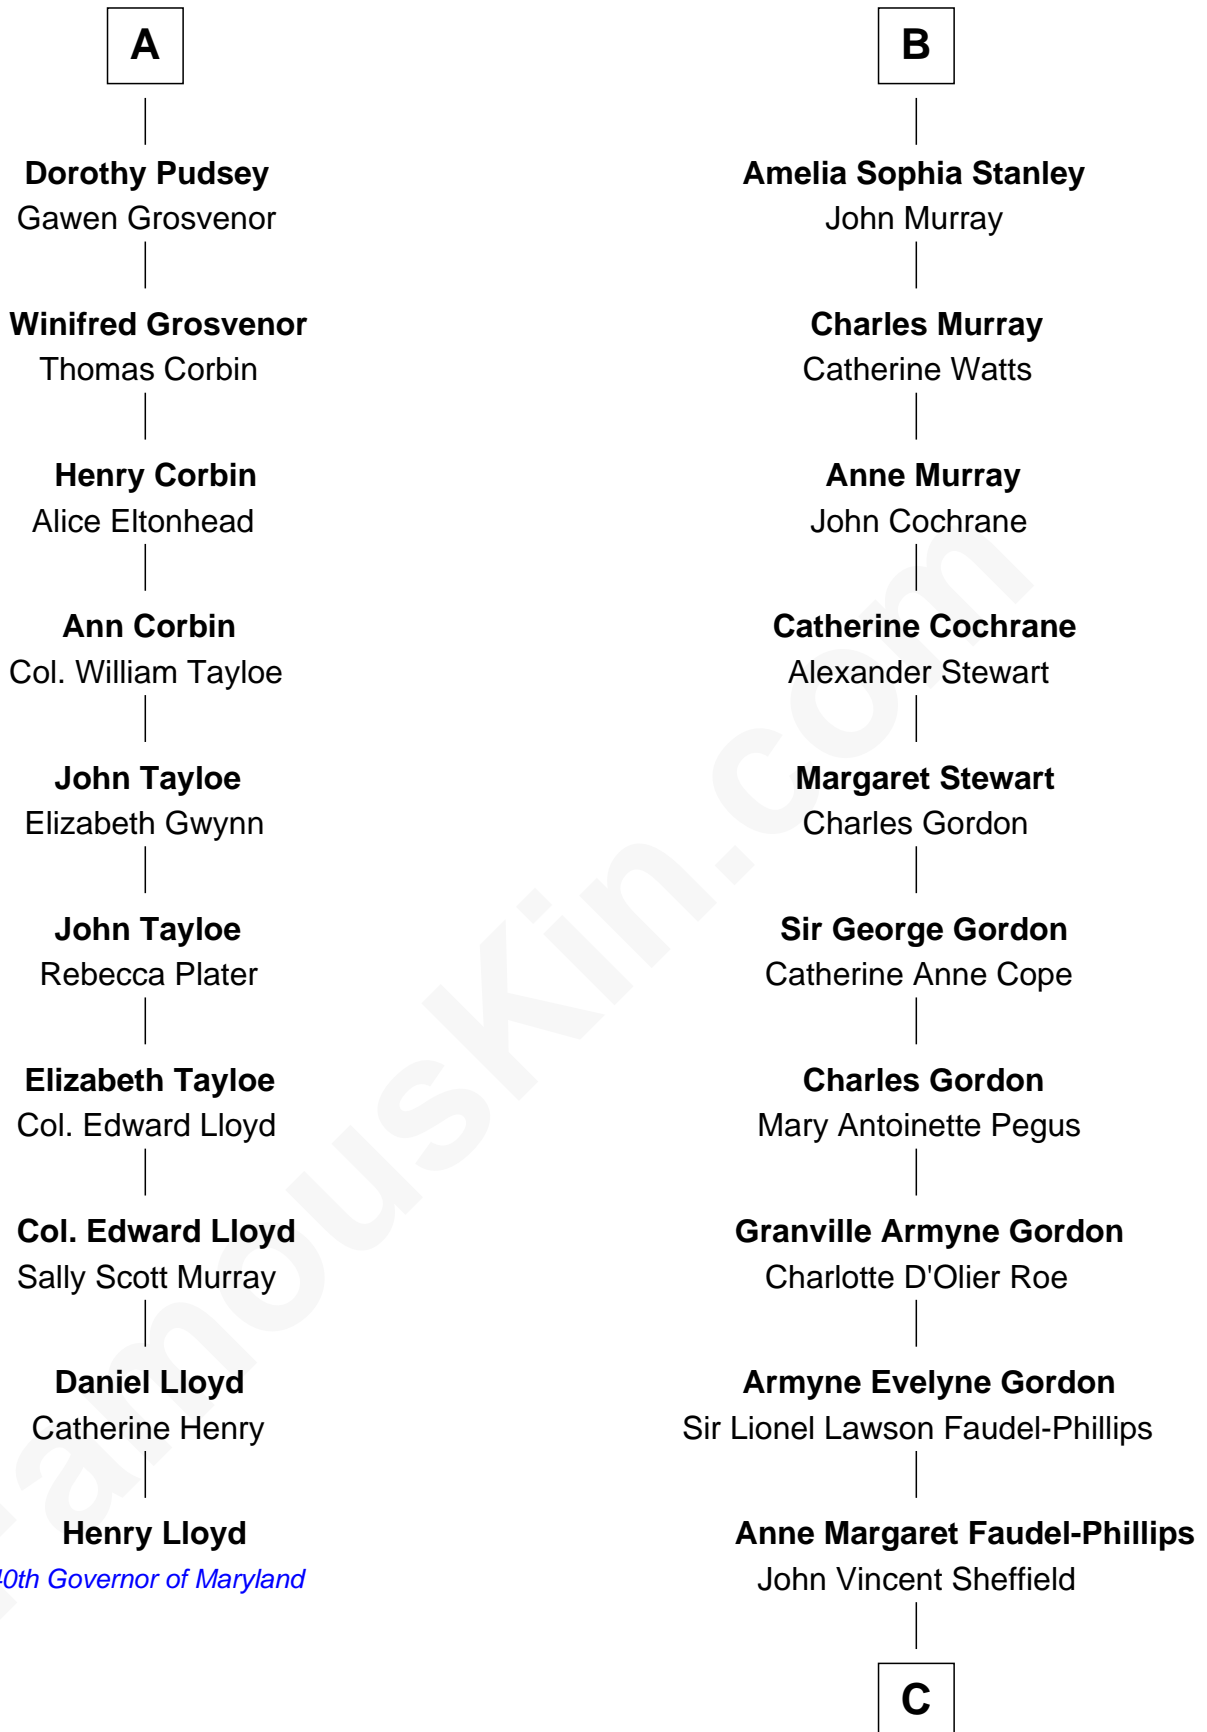 A
Dorothy Pudsey
Gawen Grosvenor
Winifred Grosvenor
Thomas Corbin
Henry Corbin
Alice Eltonhead
Ann Corbin
Col. William Tayloe
John Tayloe
Elizabeth Gwynn
John Tayloe
Rebecca Plater
Elizabeth Tayloe
Col. Edward Lloyd
Col. Edward Lloyd
Sally Scott Murray
Daniel Lloyd
Catherine Henry
Henry Lloyd
40th Governor of Maryland
B
Amelia Sophia Stanley
John Murray
Charles Murray
Catherine Watts
Anne Murray
John Cochrane
Catherine Cochrane
Alexander Stewart
Margaret Stewart
Charles Gordon
Sir George Gordon
Catherine Anne Cope
Charles Gordon
Mary Antoinette Pegus
Granville Armyne Gordon
Charlotte D'Olier Roe
Armyne Evelyne Gordon
Sir Lionel Lawson Faudel-Phillips
Anne Margaret Faudel-Phillips
John Vincent Sheffield
C
FamousKin.com